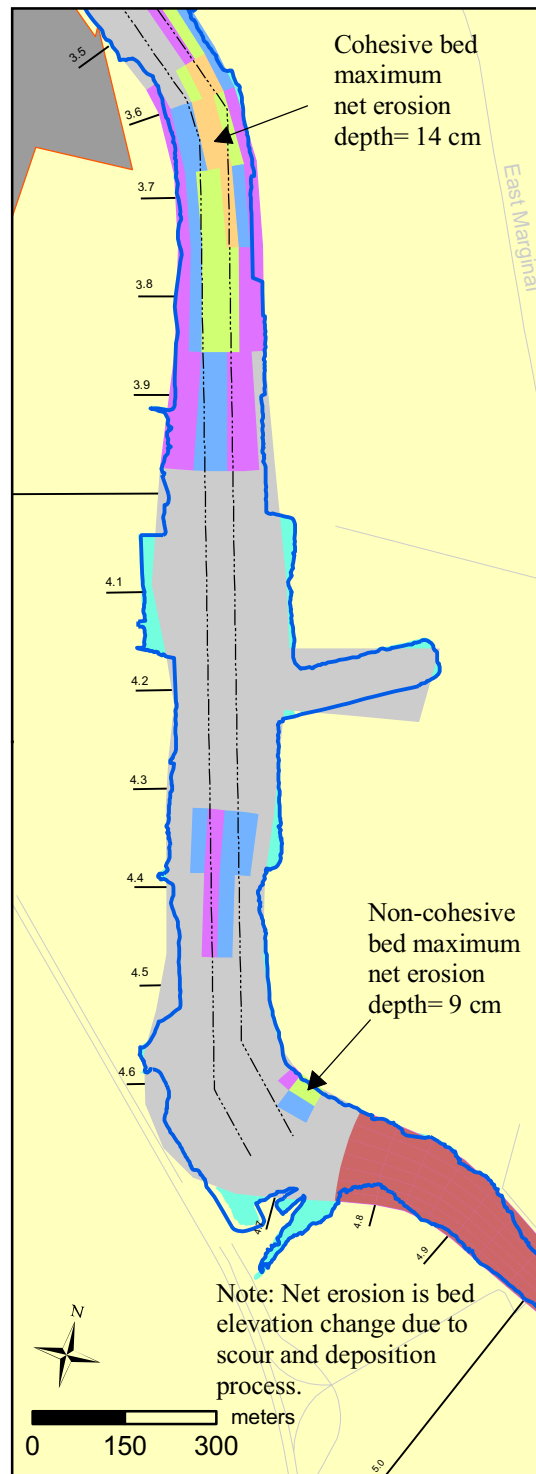 3.5
Cohesive bed
maximum
net erosion
depth= 14 cm
3.6
East Marginal
3.7
3.8
3.9
4.1
4.2
4.3
4.4
Non-cohesive
bed maximum
net erosion
depth= 9 cm
4.5
4.6
4.7
4.8
4.9
Note: Net erosion is bed
elevation change due to
scour and deposition
process.
N
meters
0 150 300
5.0